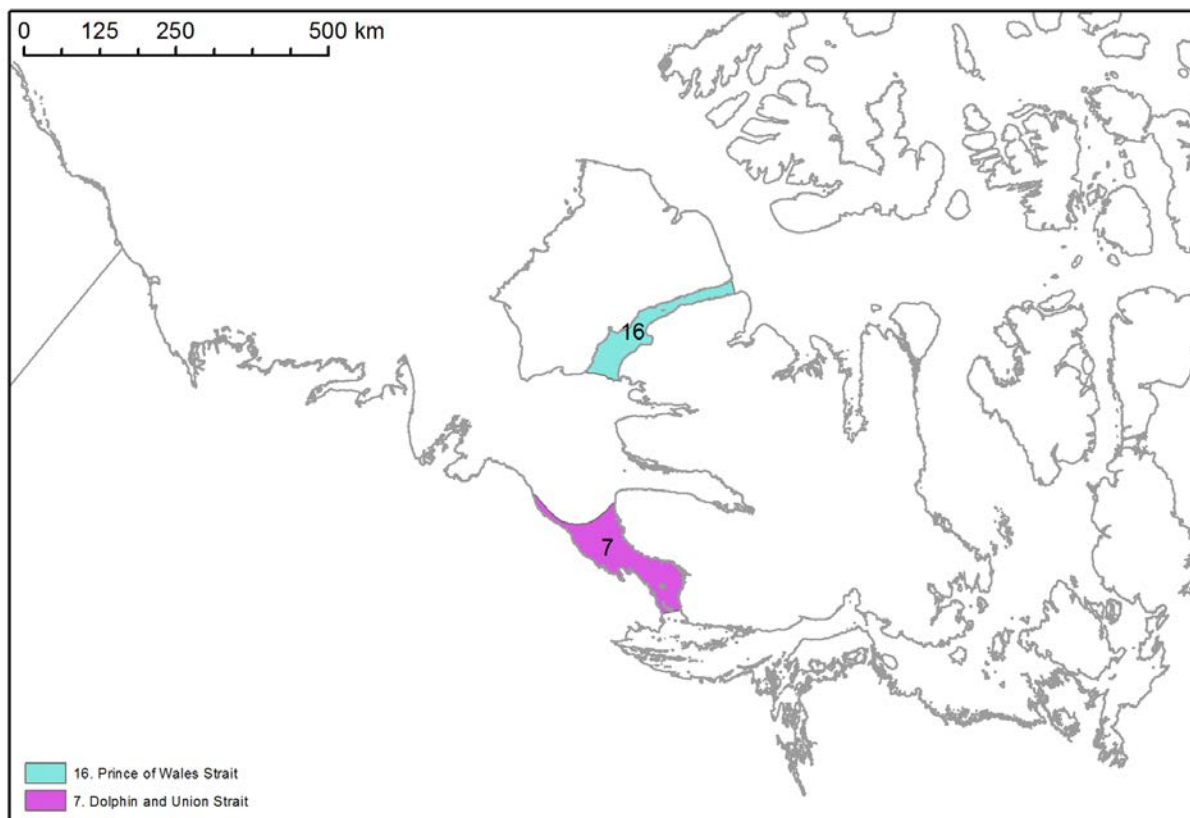 0 125 250 500 km
16
7
16. Prince of Wales Strait
7. Dolphin and Union Strait